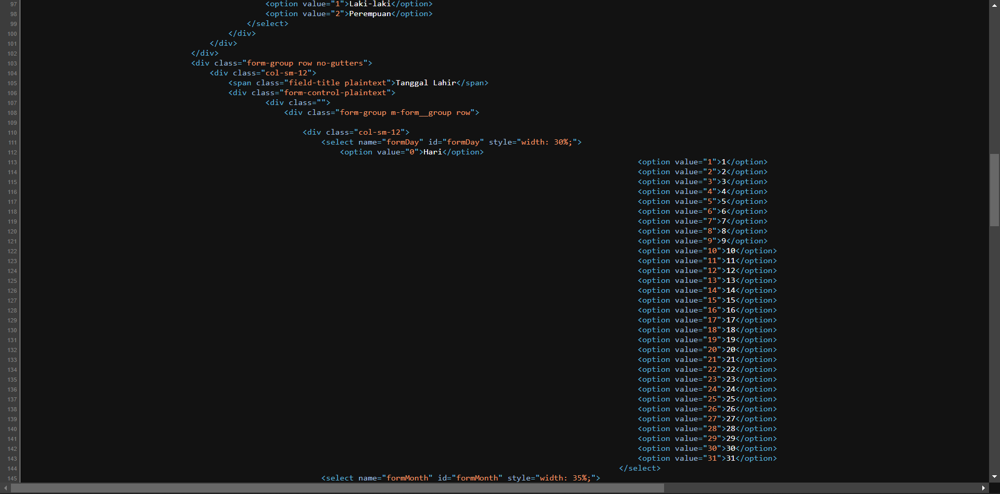 97 <option value="1">Laki-laki</option>
98 <option value="2">Perempuan</option>
99 </select>
100 </div>
101 </div>
102 </div>
103 <div class="form-group row no-gutters">
104 <div class="col-sm-12">
105 <span class="field-title plaintext">Tanggal Lahir</span>
106 <div class="form-control-plaintext">
107 <div class="">
108 <div class="form-group m-form__group row">
109
110 <div class="col-sm-12">
111 <select name="formDay" id="formDay" style="width: 30%;">
112 <option value="0">Hari</option>
113 <option value="1">1</option>
114 <option value="2">2</option>
115 <option value="3">3</option>
116 <option value="4">4</option>
117 <option value="5">5</option>
118 <option value="6">6</option>
119 <option value="7">7</option>
120 <option value="8">8</option>
121 <option value="9">9</option>
122 <option value="10">10</option>
123 <option value="11">11</option>
124 <option value="12">12</option>
125 <option value="13">13</option>
126 <option value="14">14</option>
127 <option value="15">15</option>
128 <option value="16">16</option>
129 <option value="17">17</option>
130 <option value="18">18</option>
131 <option value="19">19</option>
132 <option value="20">20</option>
133 <option value="21">21</option>
134 <option value="22">22</option>
135 <option value="23">23</option>
136 <option value="24">24</option>
137 <option value="25">25</option>
138 <option value="26">26</option>
139 <option value="27">27</option>
140 <option value="28">28</option>
141 <option value="29">29</option>
142 <option value="30">30</option>
143 <option value="31">31</option>
144 </select>
145 <select name="formMonth" id="formMonth" style="width: 35%;">